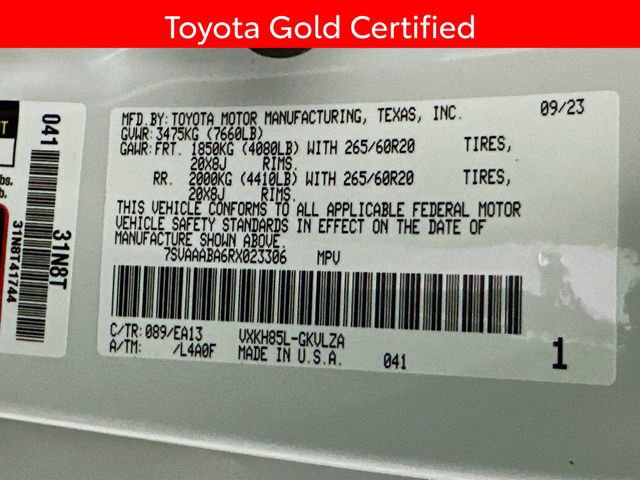 Toyota Gold Certified
MFD. BY: TOYOTA MOTOR MANUFACTURING, TEXAS, INC. 09/23
GVWR: 3475KG (7660LB)
GAWR: FRT. 1850KG (4080LB) WITH 265/60R20 TIRES,
20X8J RIMS.
RR. 2000KG (4410LB) WITH 265/60R20 TIRES,
20X8J RIMS.
THIS VEHICLE CONFORMS TO ALL APPLICABLE FEDERAL MOTOR
VEHICLE SAFETY STANDARDS IN EFFECT ON THE DATE OF
MANUFACTURE SHOWN ABOVE.
7SVAAABA6RX023306 MPV
C/TR: 089/EA13 VXKH85L-GKVLZA
A/TM: /L4A0F MADE IN U.S.A. 041 1
041 31N8T
31N8T41744